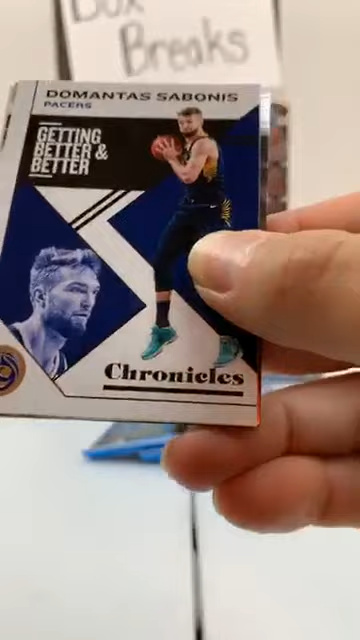 Box
Breaks
DOMANTAS SABONIS
PACERS
GETTING
BETTER &
BETTER
Chronicles